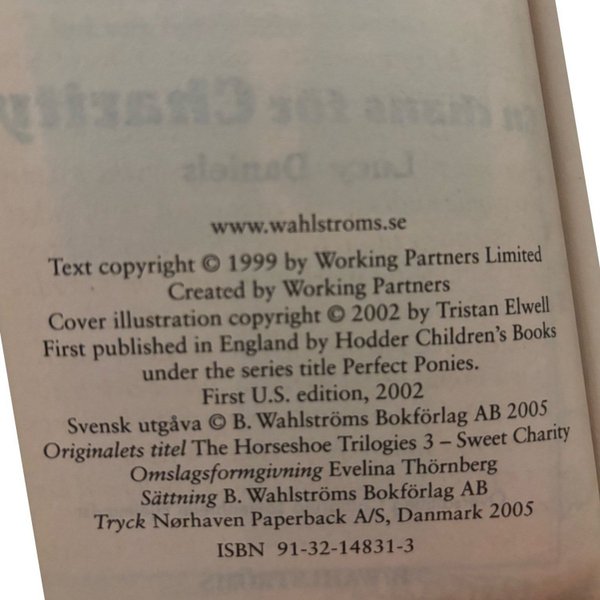 www.wahlstroms.se
Text copyright © 1999 by Working Partners Limited
Created by Working Partners
Cover illustration copyright © 2002 by Tristan Elwell
First published in England by Hodder Children's Books
under the series title Perfect Ponies.
First U.S. edition, 2002
Svensk utgåva © B. Wahlströms Bokförlag AB 2005
Originalets titel The Horseshoe Trilogies 3 – Sweet Charity
Omslagsformgivning Evelina Thörnberg
Sättning B. Wahlströms Bokförlag AB
Tryck Nørhaven Paperback A/S, Danmark 2005
ISBN 91-32-14831-3